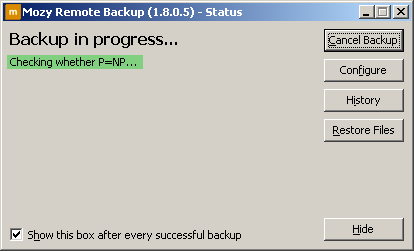 m Mozy Remote Backup (1.8.0.5) - Status
Backup in progress...
Cancel Backup
Checking whether P=NP...
Configure
History
Restore Files
Show this box after every successful backup
Hide